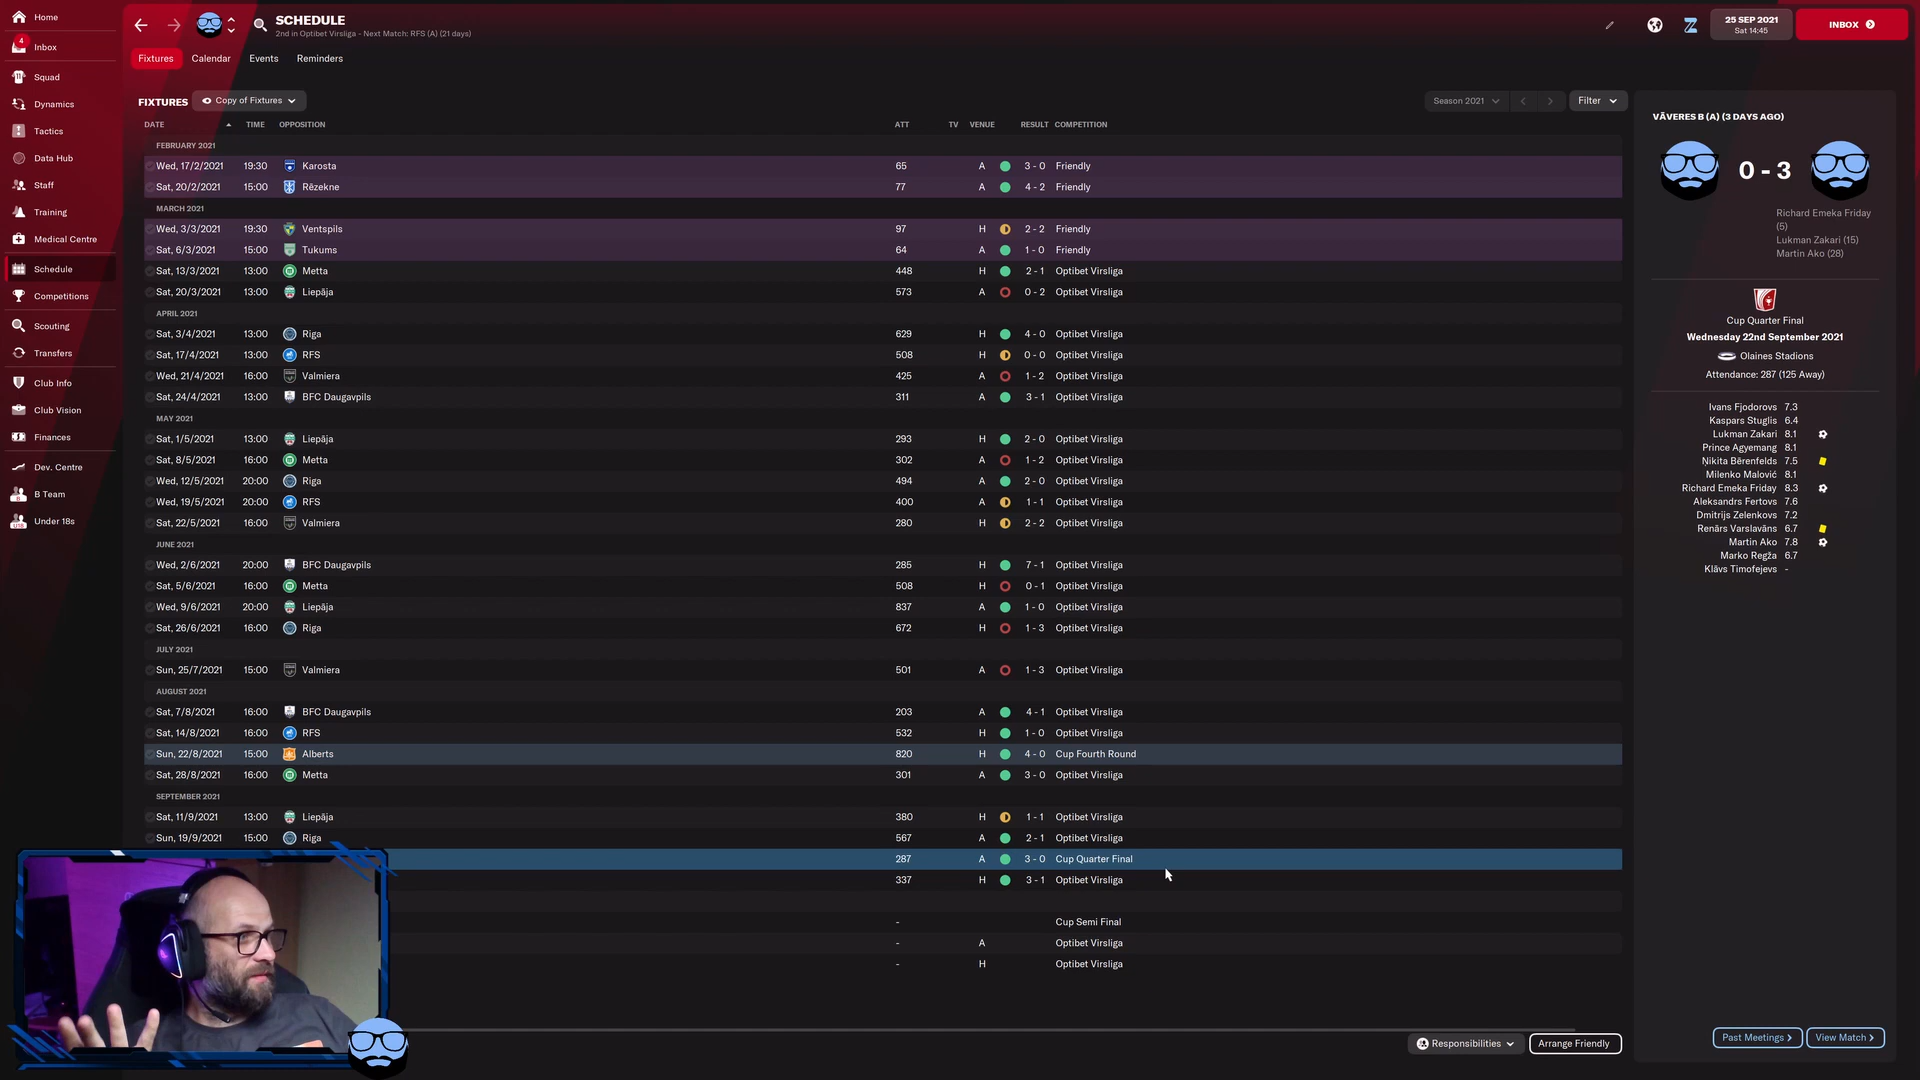 Home
4
Inbox
Squad
Dynamics
Tactics
Data Hub
Staff
Training
Medical Centre
Schedule
Competitions
Scouting
Transfers
Club Info
Club Vision
Finances
Dev. Centre
B Team
Under 18s
SCHEDULE
2nd in Optibet Virsliga - Next Match: RFS (A) (21 days)
25 SEP 2021
Sat 14:45
INBOX
Fixtures Calendar Events Reminders
FIXTURES Copy of Fixtures
Season 2021 Filter
DATE TIME OPPOSITION ATT TV VENUE RESULT COMPETITION
FEBRUARY 2021
Wed, 17/2/2021 19:30 Karosta 65 A 3 - 0 Friendly
Sat, 20/2/2021 15:00 Rēzekne 77 A 4 - 2 Friendly
MARCH 2021
Wed, 3/3/2021 19:30 Ventspils 97 H 2 - 2 Friendly
Sat, 6/3/2021 15:00 Tukums 64 A 1 - 0 Friendly
Sat, 13/3/2021 13:00 Metta 448 H 2 - 1 Optibet Virsliga
Sat, 20/3/2021 13:00 Liepāja 573 A 0 - 2 Optibet Virsliga
APRIL 2021
Sat, 3/4/2021 13:00 Riga 629 H 4 - 0 Optibet Virsliga
Sat, 17/4/2021 13:00 RFS 508 H 0 - 0 Optibet Virsliga
Wed, 21/4/2021 16:00 Valmiera 425 A 1 - 2 Optibet Virsliga
Sat, 24/4/2021 13:00 BFC Daugavpils 311 A 3 - 1 Optibet Virsliga
MAY 2021
Sat, 1/5/2021 13:00 Liepāja 293 H 2 - 0 Optibet Virsliga
Sat, 8/5/2021 16:00 Metta 302 A 1 - 2 Optibet Virsliga
Wed, 12/5/2021 20:00 Riga 494 A 2 - 0 Optibet Virsliga
Wed, 19/5/2021 20:00 RFS 400 A 1 - 1 Optibet Virsliga
Sat, 22/5/2021 16:00 Valmiera 280 H 2 - 2 Optibet Virsliga
JUNE 2021
Wed, 2/6/2021 20:00 BFC Daugavpils 285 H 7 - 1 Optibet Virsliga
Sat, 5/6/2021 16:00 Metta 508 H 0 - 1 Optibet Virsliga
Wed, 9/6/2021 20:00 Liepāja 837 A 1 - 0 Optibet Virsliga
Sat, 26/6/2021 16:00 Riga 672 H 1 - 3 Optibet Virsliga
JULY 2021
Sun, 25/7/2021 15:00 Valmiera 501 A 1 - 3 Optibet Virsliga
AUGUST 2021
Sat, 7/8/2021 16:00 BFC Daugavpils 203 A 4 - 1 Optibet Virsliga
Sat, 14/8/2021 16:00 RFS 532 H 1 - 0 Optibet Virsliga
Sun, 22/8/2021 15:00 Alberts 820 H 4 - 0 Cup Fourth Round
Sat, 28/8/2021 16:00 Metta 301 A 3 - 0 Optibet Virsliga
SEPTEMBER 2021
Sat, 11/9/2021 13:00 Liepāja 380 H 1 - 1 Optibet Virsliga
Sun, 19/9/2021 15:00 Riga 567 A 2 - 1 Optibet Virsliga
287 A 3 - 0 Cup Quarter Final
337 H 3 - 1 Optibet Virsliga
- Cup Semi Final
- A Optibet Virsliga
- H Optibet Virsliga
Responsibilities Arrange Friendly
VĀVERES B (A) (3 DAYS AGO)
0 - 3
Richard Emeka Friday
(5)
Lukman Zakari (15)
Martin Ako (28)
Cup Quarter Final
Wednesday 22nd September 2021
Olaines Stadions
Attendance: 287 (125 Away)
Ivans Fjodorovs 7.3
Kaspars Stuglis 6.4
Lukman Zakari 8.1
Prince Agyemang 8.1
Ņikita Bērenfelds 7.5
Milenko Malović 8.1
Richard Emeka Friday 8.3
Aleksandrs Fertovs 7.6
Dmitrijs Zelenkovs 7.2
Renārs Varslavāns 6.7
Martin Ako 7.8
Marko Regža 6.7
Klāvs Timofejevs -
Past Meetings View Match